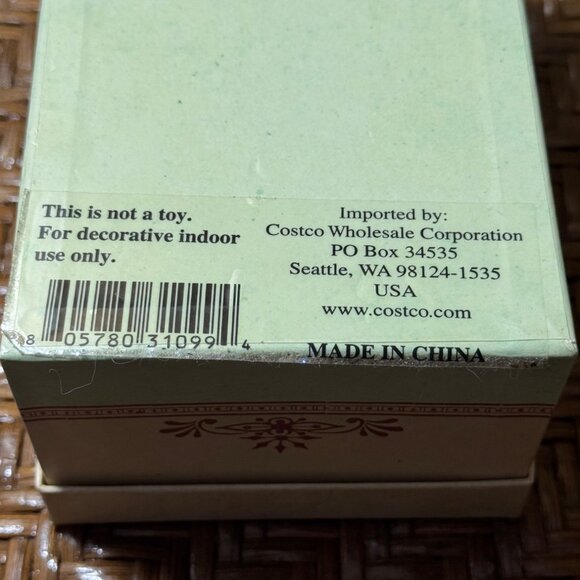 This is not a toy.
For decorative indoor
use only.
8 05780 31099 4
Imported by:
Costco Wholesale Corporation
PO Box 34535
Seattle, WA 98124-1535
USA
www.costco.com
MADE IN CHINA